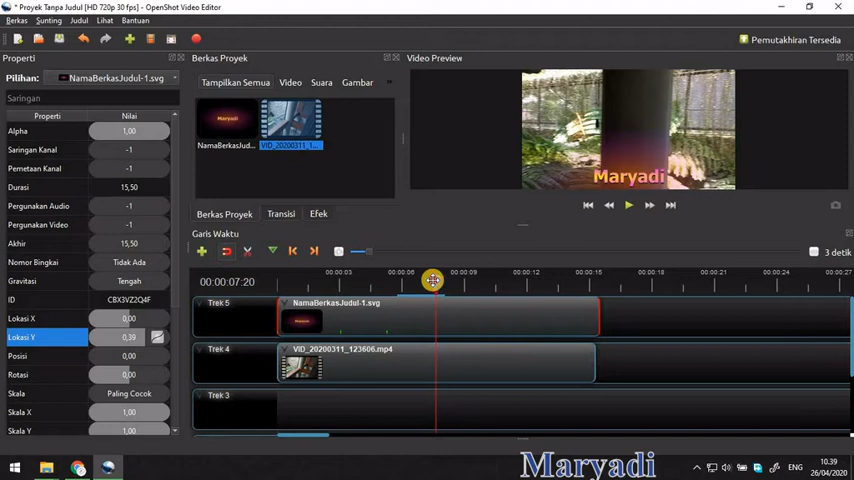 * Proyek Tanpa Judul [HD 720p 30 fps] - OpenShot Video Editor
Berkas Sunting Judul Lihat Bantuan
Pemutakhiran Tersedia
Properti
Berkas Proyek
Video Preview
Pilihan: NamaBerkasJudul-1.svg
Tampilkan Semua Video Suara Gambar »
Saringan
Properti Nilai
Alpha 1,00
Saringan Kanal -1
Pemetaan Kanal -1
Durasi 15,50
Pergunakan Audio -1
Pergunakan Video -1
Akhir 15,50
Nomor Bingkai Tidak Ada
Gravitasi Tengah
ID CBX3VZ2Q4F
Lokasi X 0,00
Lokasi Y 0,39
Posisi 0,00
Rotasi 0,00
Skala Paling Cocok
Skala X 1,00
Skala Y 1,00
Maryadi
NamaBerkasJud... VID_20200311_1...
Maryadi
Berkas Proyek Transisi Efek
Garis Waktu
3 detik
00:00:07:20
00:00:03 00:00:06 00:00:09 00:00:12 00:00:15 00:00:18 00:00:21 00:00:24 00:00:27
Trek 5 NamaBerkasJudul-1.svg
Trek 4 VID_20200311_123606.mp4
Trek 3
Maryadi
ENG
10.39
26/04/2020